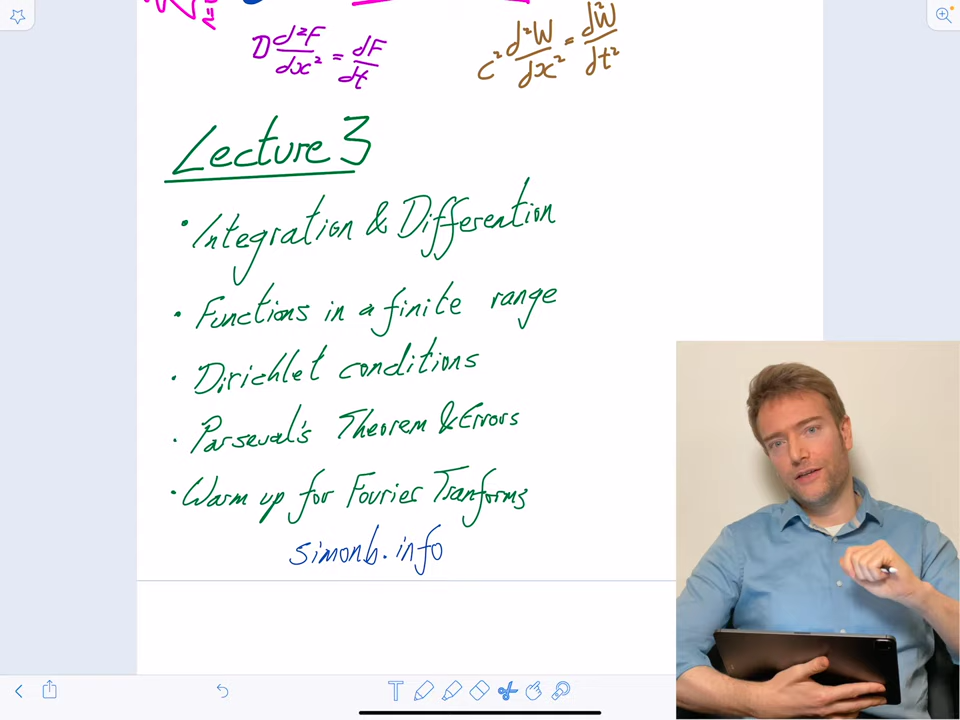 D d²F/dx² = dF/dt
c² d²W/dx² = d²W/dt²
Lecture 3
• Integration & Differention
• Functions in a finite range
• Dirichlet conditions
• Parseval's Theorem & Errors
• Warm up for Fourier Tranforms
simonb.info